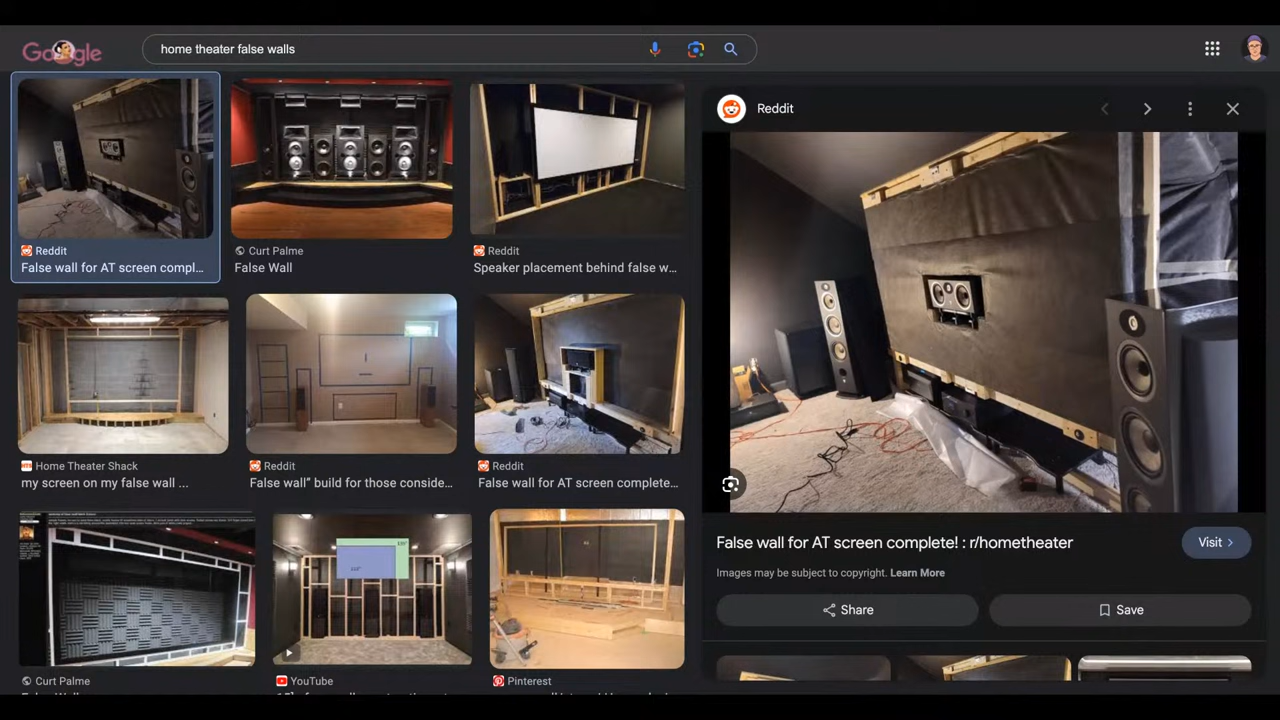 Google
home theater false walls
Reddit
False wall for AT screen compl...
Curt Palme
False Wall
Reddit
Speaker placement behind false w...
Home Theater Shack
my screen on my false wall ...
Reddit
False wall” build for those conside...
Reddit
False wall for AT screen complete...
Curt Palme
YouTube
Pinterest
Reddit
False wall for AT screen complete! : r/hometheater
Visit
Images may be subject to copyright. Learn More
Share
Save